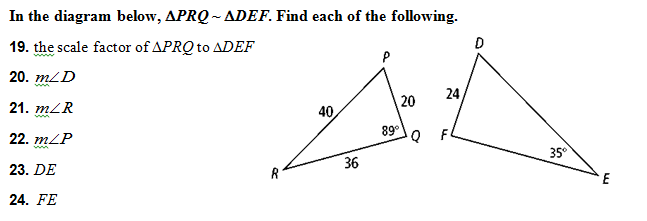 In the diagram below, ΔPRQ ~ ΔDEF. Find each of the following.
19. the scale factor of ΔPRQ to ΔDEF
20. m∠D
21. m∠R
22. m∠P
23. DE
24. FE
P
40
20
89°
Q
36
R
D
24
F
35°
E